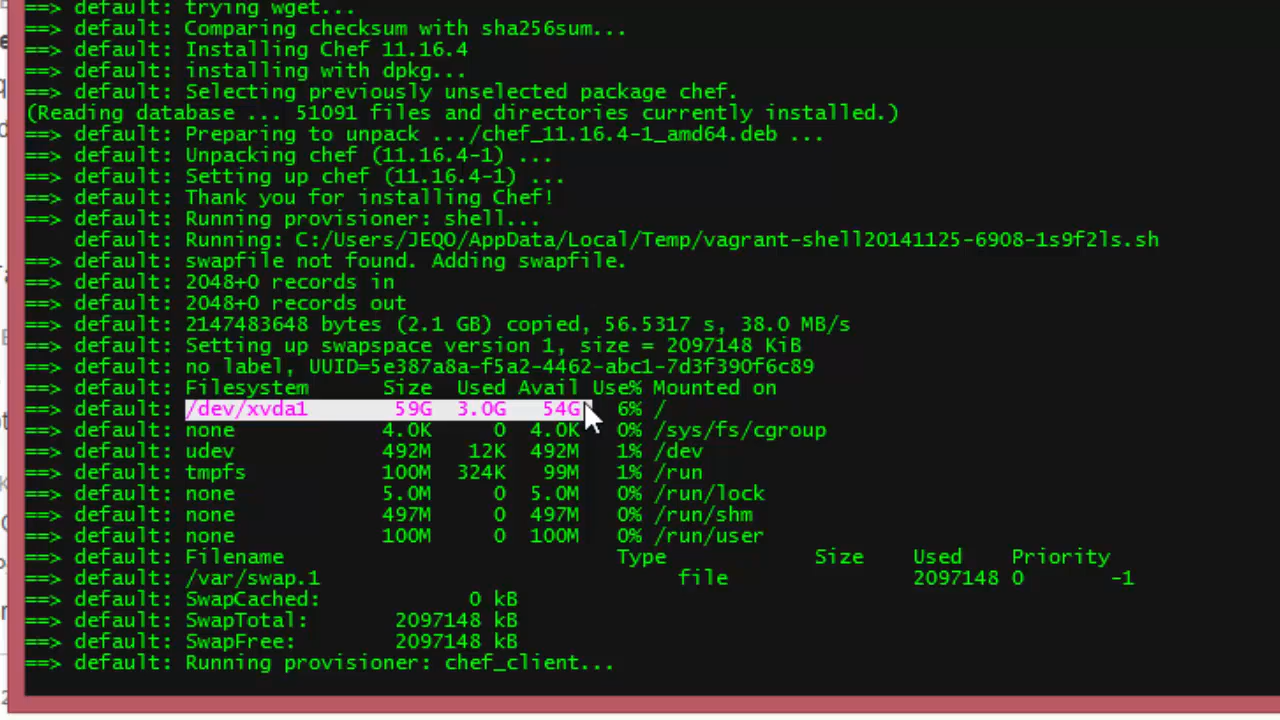 ==> default: trying wget...
==> default: Comparing checksum with sha256sum...
==> default: Installing Chef 11.16.4
==> default: installing with dpkg...
==> default: Selecting previously unselected package chef.
(Reading database ... 51091 files and directories currently installed.)
==> default: Preparing to unpack .../chef_11.16.4-1_amd64.deb ...
==> default: Unpacking chef (11.16.4-1) ...
==> default: Setting up chef (11.16.4-1) ...
==> default: Thank you for installing Chef!
==> default: Running provisioner: shell...
default: Running: C:/Users/JEQO/AppData/Local/Temp/vagrant-shell20141125-6908-1s9f2ls.sh
==> default: swapfile not found. Adding swapfile.
==> default: 2048+0 records in
==> default: 2048+0 records out
==> default: 2147483648 bytes (2.1 GB) copied, 56.5317 s, 38.0 MB/s
==> default: Setting up swapspace version 1, size = 2097148 KiB
==> default: no label, UUID=5e387a8a-f5a2-4462-abc1-7d3f390f6c89
==> default: Filesystem      Size  Used Avail Use% Mounted on
==> default: /dev/xvda1       59G  3.0G   54G   6% /
==> default: none            4.0K     0  4.0K   0% /sys/fs/cgroup
==> default: udev            492M   12K  492M   1% /dev
==> default: tmpfs           100M  324K   99M   1% /run
==> default: none            5.0M     0  5.0M   0% /run/lock
==> default: none            497M     0  497M   0% /run/shm
==> default: none            100M     0  100M   0% /run/user
==> default: Filename                           Type            Size    Used    Priority
==> default: /var/swap.1                             file               2097148 0       -1
==> default: SwapCached:            0 kB
==> default: SwapTotal:       2097148 kB
==> default: SwapFree:        2097148 kB
==> default: Running provisioner: chef_client...